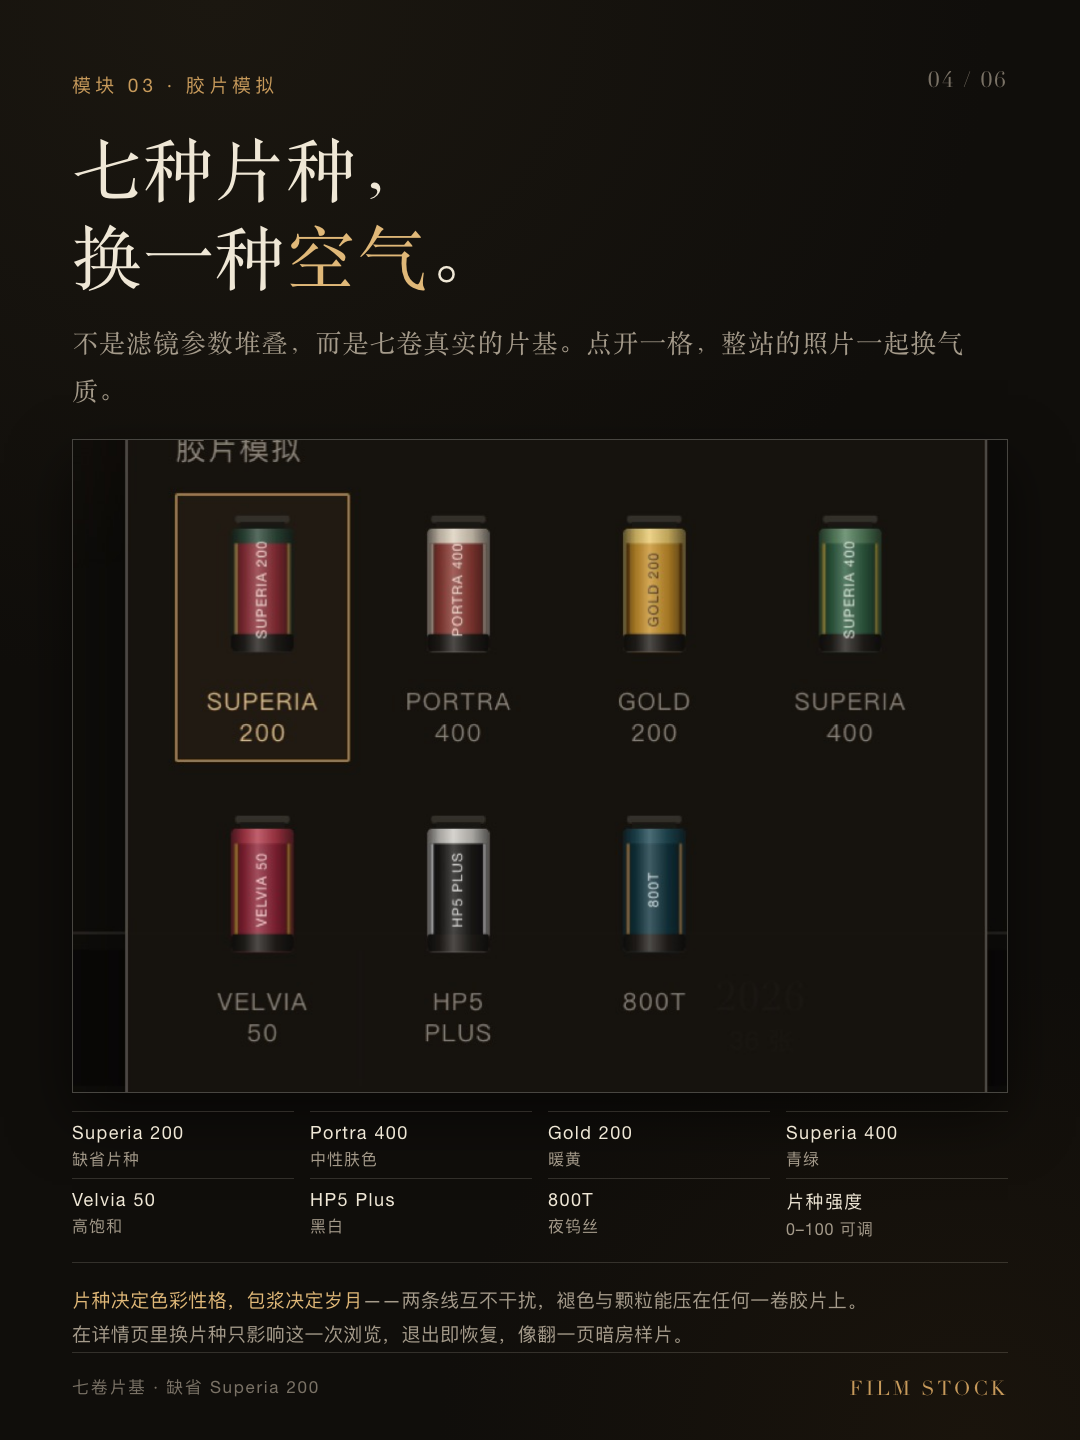 模块 03 · 胶片模拟
04 / 06
七种片种，
换一种空气。
不是滤镜参数堆叠，而是七卷真实的片基。点开一格，整站的照片一起换气
质。
胶片模拟
SUPERIA 200
PORTRA 400
GOLD 200
SUPERIA 400
SUPERIA
200
PORTRA
400
GOLD
200
SUPERIA
400
VELVIA 50
HP5 PLUS
800T
VELVIA
50
HP5
PLUS
800T
2026
Superia 200
缺省片种
Portra 400
中性肤色
Gold 200
暖黄
Superia 400
青绿
Velvia 50
高饱和
HP5 Plus
黑白
800T
夜钨丝
片种强度
0–100 可调
片种决定色彩性格，包浆决定岁月——两条线互不干扰，褪色与颗粒能压在任何一卷胶片上。
在详情页里换片种只影响这一次浏览，退出即恢复，像翻一页暗房样片。
七卷片基 · 缺省 Superia 200
FILM STOCK